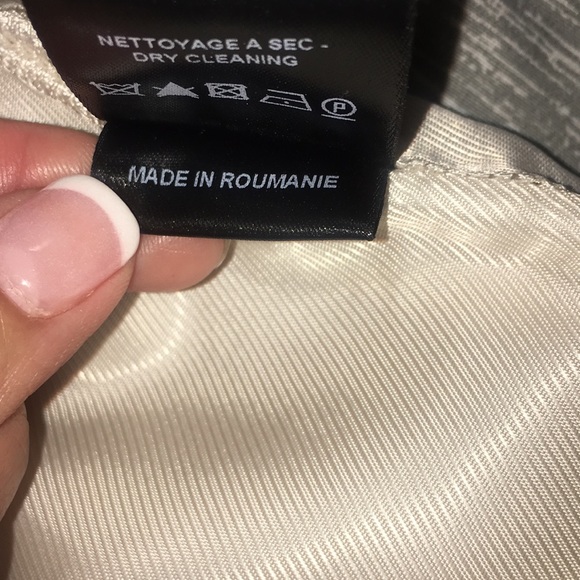 NETTOYAGE A SEC -
DRY CLEANING
P
MADE IN ROUMANIE